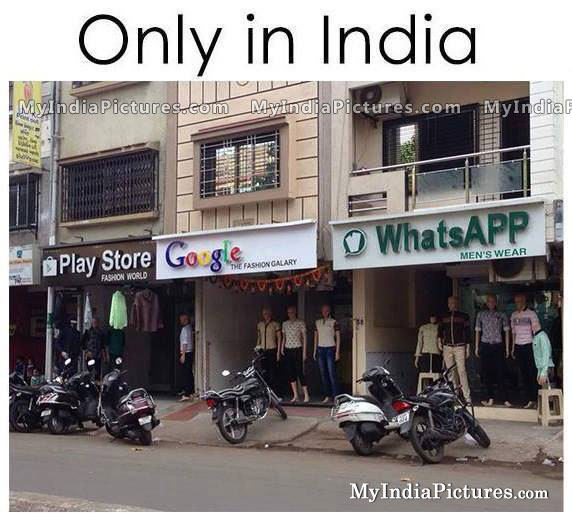 Only in India
MyIndiaPictures.com MyIndiaPictures.com MyIndiaP
Play Store
FASHION WORLD
Google
THE FASHION GALARY
WhatsAPP
MEN'S WEAR
MyIndiaPictures.com